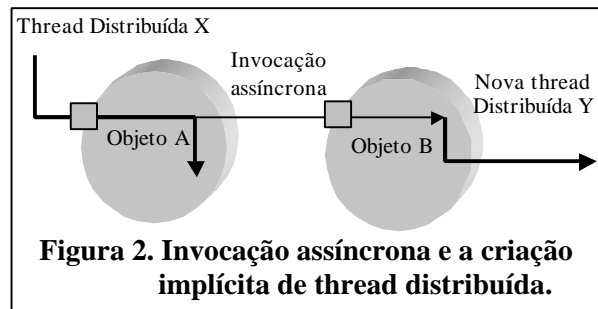 Thread Distribuída X
Invocação
assíncrona
Nova thread
Distribuída Y
Objeto A
Objeto B
Figura 2. Invocação assíncrona e a criação
implícita de thread distribuída.